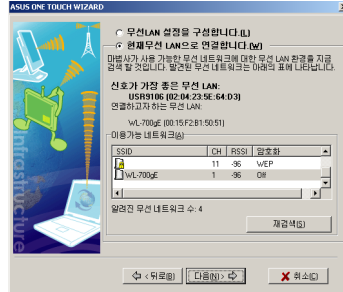 ASUS ONE TOUCH WIZARD
무선LAN 설정을 구성합니다.(L)
현재무선 LAN으로 연결합니다.(W)
마법사가 사용 가능한 무선 네트워크에 대한 무선 LAN 환경을 지금
검색 할 것입니다. 발견된 무선 네트워크는 아래의 표에 나타납니다.
신호가 가장 좋은 무선 LAN:
USR9106 (02:04:23:5E:64:D3)
연결하고자 하는 무선 LAN:
WL-700gE (00:15:F2:B1:50:51)
이용가능 네트워크(A)
SSID CH RSSI 암호화
11 -96 WEP
WL-700gE 1 -96 Off
알려진 무선 네트워크 수: 4
재검색(S)
Infrastructure
< 뒤로(B) 다음(N) > 취소(C)